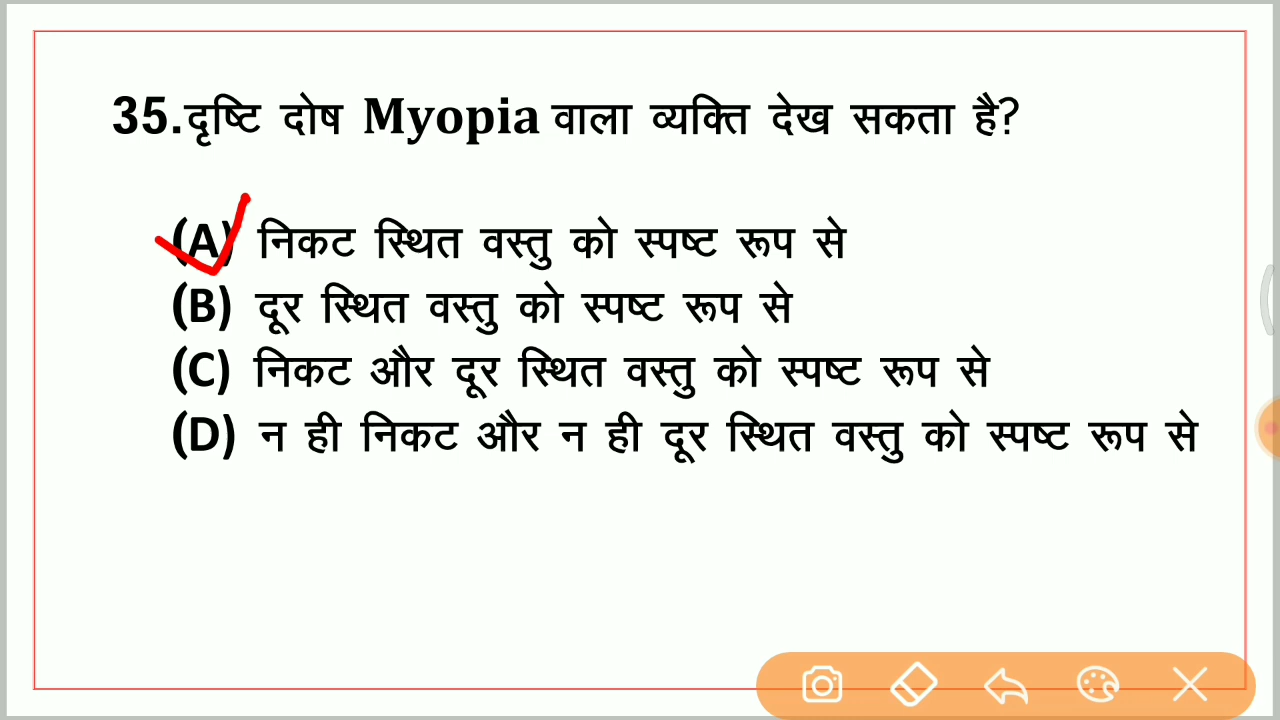 35.दृष्टि दोष Myopia वाला व्यक्ति देख सकता है?
(A) निकट स्थित वस्तु को स्पष्ट रूप से
(B) दूर स्थित वस्तु को स्पष्ट रूप से
(C) निकट और दूर स्थित वस्तु को स्पष्ट रूप से
(D) न ही निकट और न ही दूर स्थित वस्तु को स्पष्ट रूप से